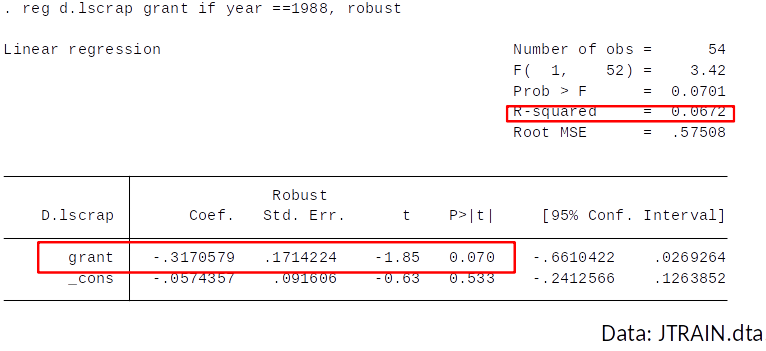 . reg d.lscrap grant if year ==1988, robust
Linear regression Number of obs = 54
F( 1, 52) = 3.42
Prob > F = 0.0701
R-squared = 0.0672
Root MSE = .57508
Robust
D.lscrap Coef. Std. Err. t P>|t| [95% Conf. Interval]
grant -.3170579 .1714224 -1.85 0.070 -.6610422 .0269264
_cons -.0574357 .091606 -0.63 0.533 -.2412566 .1263852
Data: JTRAIN.dta